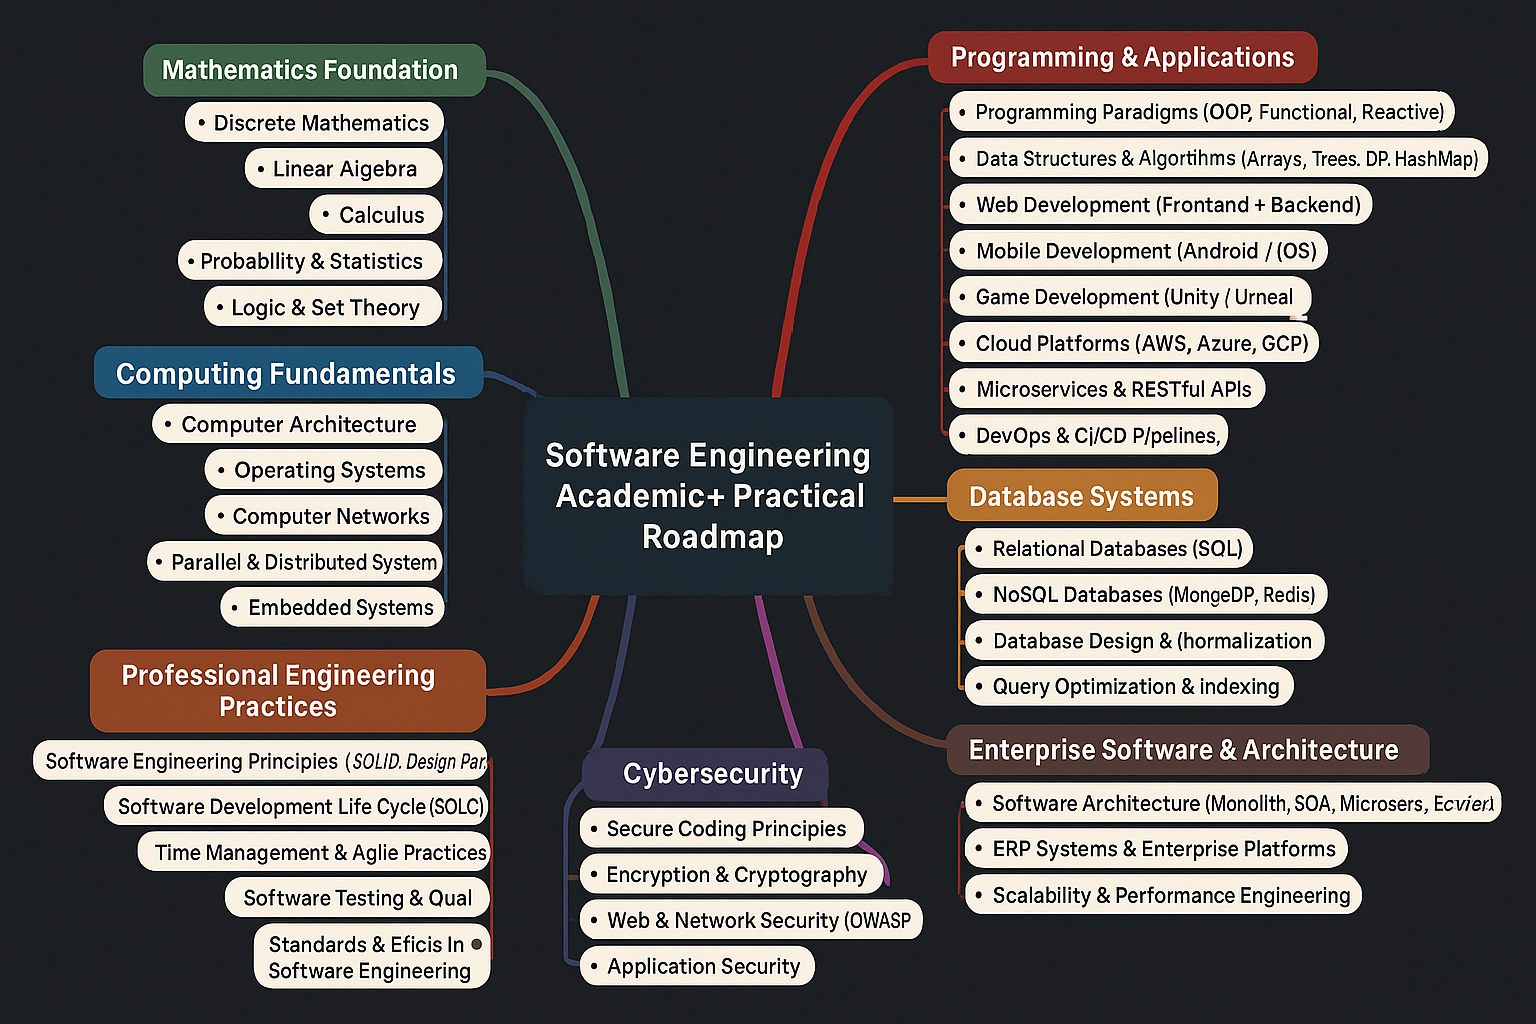 Mathematics Foundation
• Discrete Mathematics
• Linear Aigebra
• Calculus
• Probabllity & Statistics
• Logic & Set Theory
Computing Fundamentals
• Computer Architecture
• Operating Systems
• Computer Networks
• Parallel & Distributed System
• Embedded Systems
Professional Engineering
Practices
Software Engineering Principies (SOLID. Design Par.
Software Development Life Cycle (SOLC)
Time Management & Aglie Practices
Software Testing & Qual
Standards & Eficis In •
Software Engineering
Software Engineering
Academic+ Practical
Roadmap
Cybersecurity
• Secure Coding Principies
• Encryption & Cryptography
• Web & Network Security (OWASP
• Application Security
Programming & Applications
• Programming Paradigms (OOP, Functional, Reactive)
• Data Structures & Algortihms (Arrays, Trees. DP. HashMap)
• Web Development (Frontand + Backend)
• Mobile Development (Android / (OS)
• Game Development (Unity / Urneal
• Cloud Platforms (AWS, Azure, GCP)
• Microservices & RESTful APIs
• DevOps & Cj/CD P/pelines,
Database Systems
• Relational Databases (SQL)
• NoSQL Databases (MongeDP, Redis)
• Database Design & (hormalization
• Query Optimization & indexing
Enterprise Software & Architecture
• Software Architecture (Monollth, SOA, Microsers,
• ERP Systems & Enterprise Platforms
• Scalability & Performance Engineering